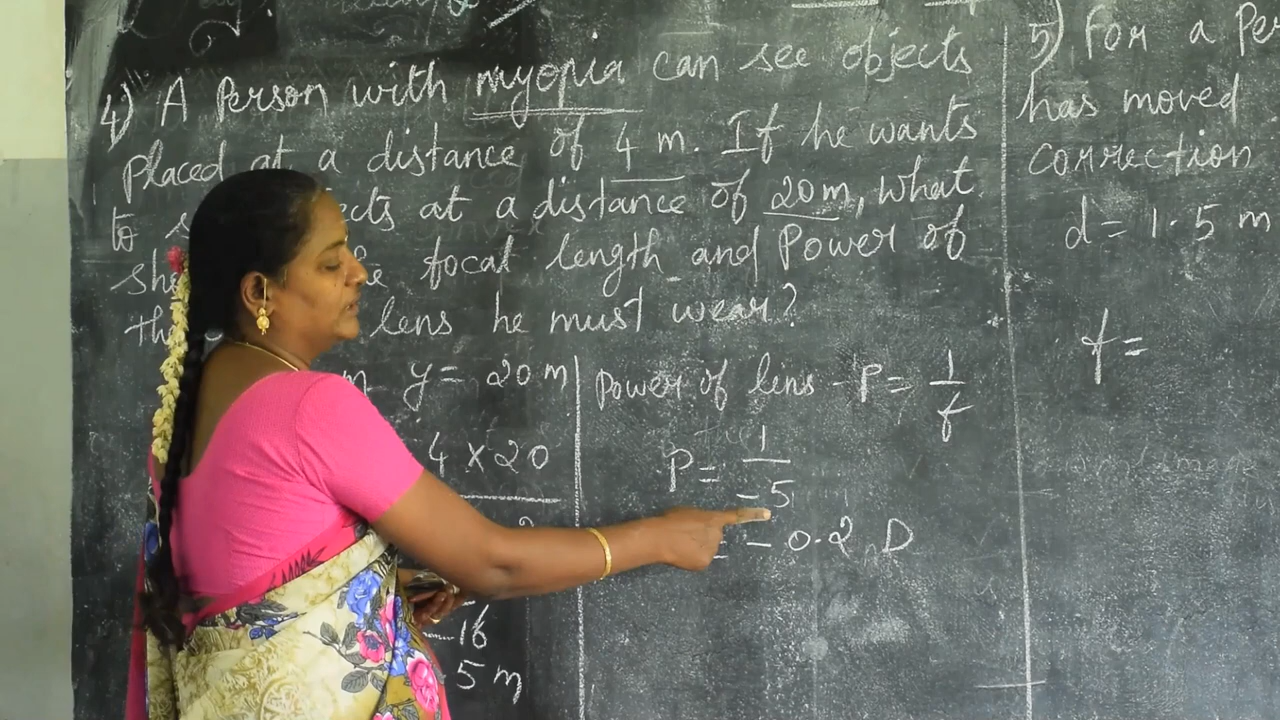 4) A Person with myopia can see objects
placed at a distance of 4 m. If he wants
to at a distance of 20m, what
focal length and Power of
lens he must wear?
y = 20 m
4 × 20
16
5 m
Power of lens - P = 1/f
P = 1/-5
= - 0.2 D
5) For a
has moved
correction
d = 1.5 m
f =